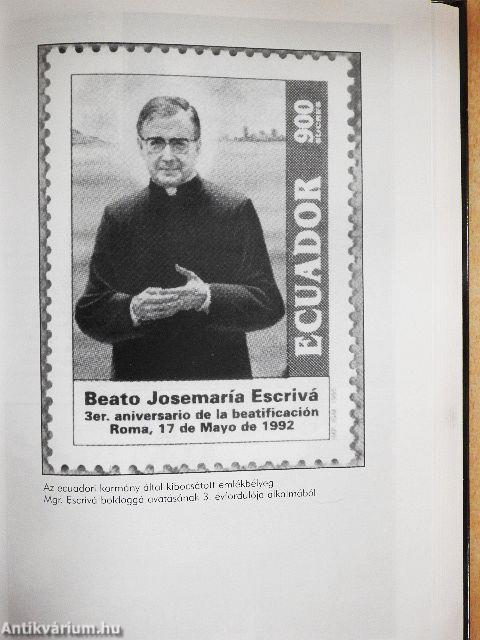 900
SUCRES
ECUADOR
Beato Josemaría Escrivá
3er. aniversario de la beatificación
Roma, 17 de Mayo de 1992
Az ecuadori kormány által kibocsátott emlékbélyeg
Mgr. Escrivá boldoggá avatásának 3. évfordulója alkalmából
Antikvárium.hu